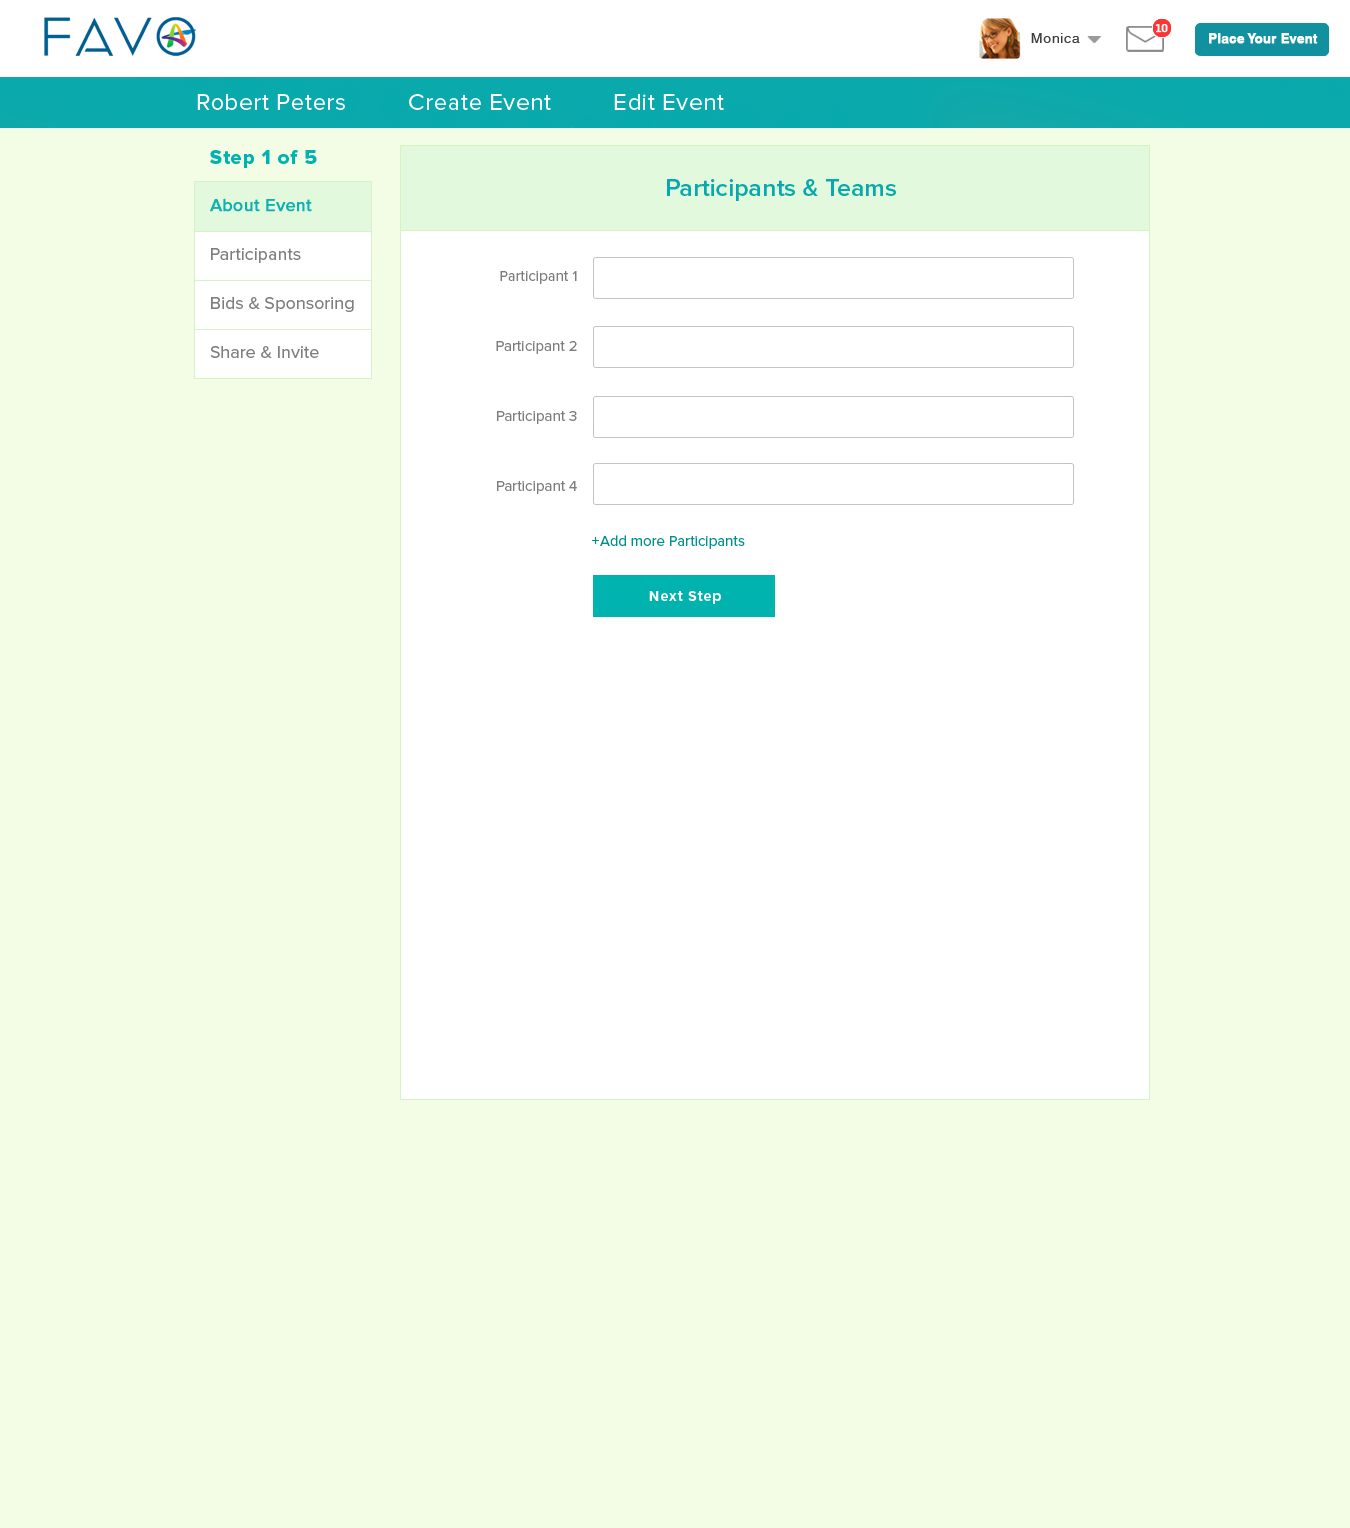 FAVO
Monica
10
Place Your Event
Robert Peters
Create Event
Edit Event
Step 1 of 5
About Event
Participants
Bids & Sponsoring
Share & Invite
Participants & Teams
Participant 1
Participant 2
Participant 3
Participant 4
+Add more Participants
Next Step